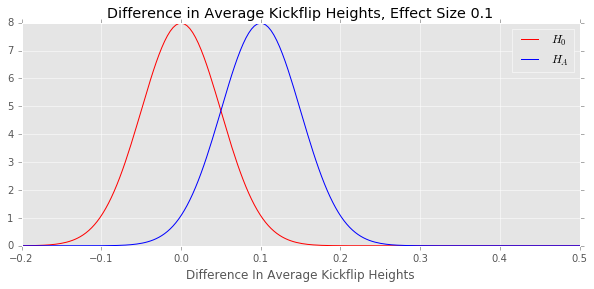 Difference in Average Kickflip Heights, Effect Size 0.1
8
7
6
5
4
3
2
1
0
H₀
H_A
−0.2 −0.1 0.0 0.1 0.2 0.3 0.4 0.5
Difference In Average Kickflip Heights